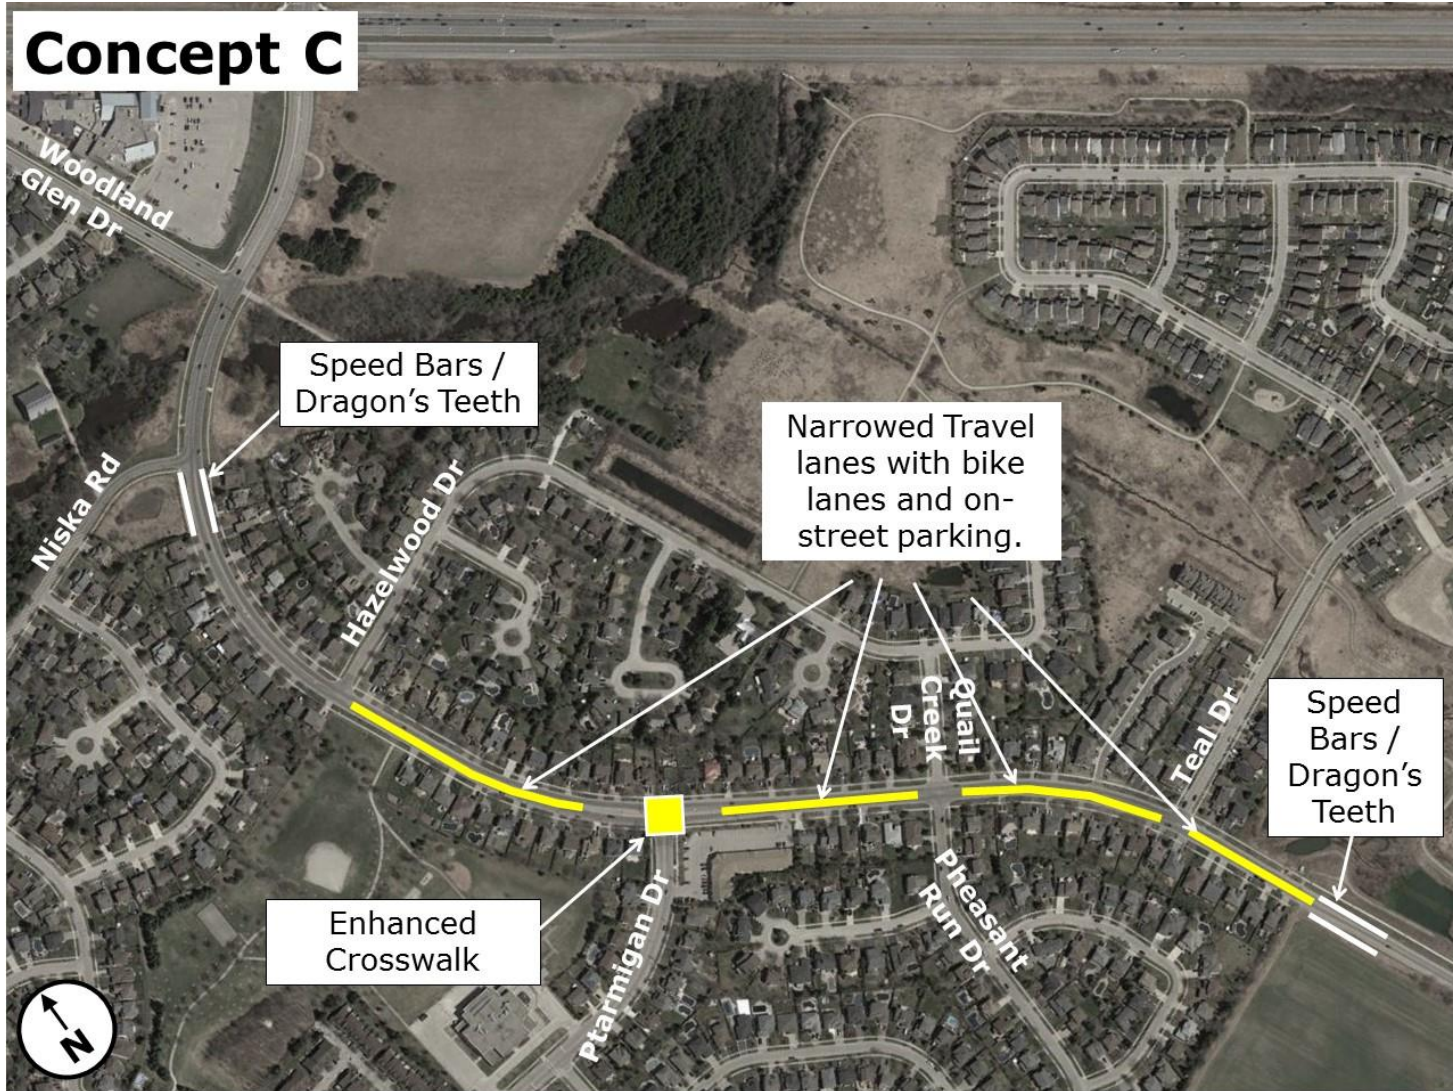 Concept C
Woodland
Glen Dr
Speed Bars /
Dragon's Teeth
Narrowed Travel
lanes with bike
lanes and on-
street parking.
Niska Rd
Hazelwood Dr
Quail
Creek
Dr
Teal Dr
Speed
Bars /
Dragon's
Teeth
Enhanced
Crosswalk
Ptarmigan Dr
Pheasant
Run Dr
N